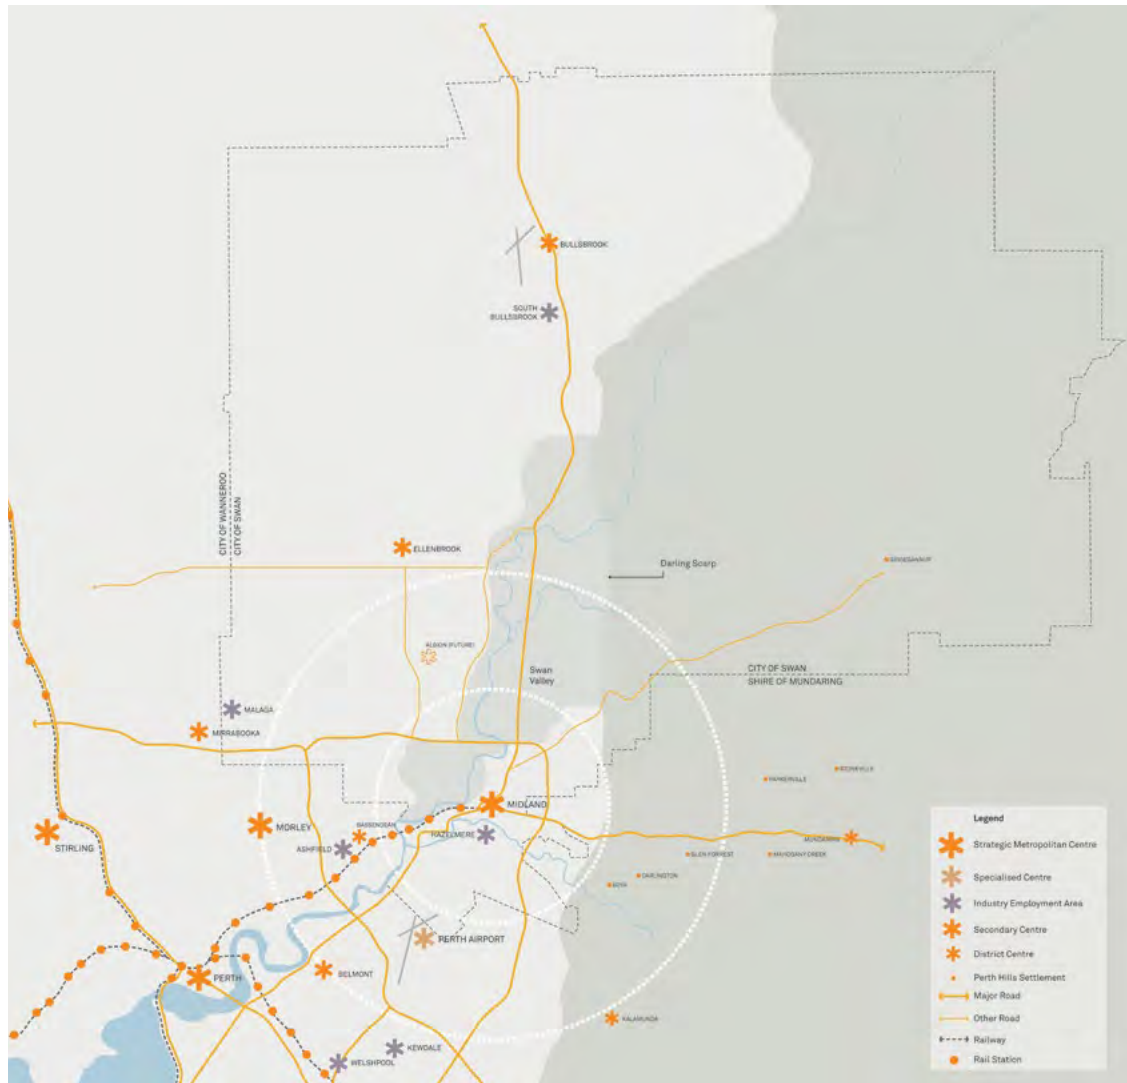 BULLSBROOK
SOUTH
BULLSBROOK
CITY OF WANNEROO
CITY OF SWAN
ELLENBROOK
Darling Scarp
ALBION (FUTURE)
Swan
Valley
CITY OF SWAN
SHIRE OF MUNDARING
MALAGA
MIRRABOOKA
MIDLAND
MORLEY
BASSENDEAN
HAZELMERE
STIRLING
ASHFIELD
MUNDARING
GLEN FORREST
MAHOGANY CREEK
DARLINGTON
BOYA
PERTH AIRPORT
BELMONT
PERTH
KALAMUNDA
KEWDALE
WELSHPOOL
Legend
Strategic Metropolitan Centre
Specialised Centre
Industry Employment Area
Secondary Centre
District Centre
Perth Hills Settlement
Major Road
Other Road
Railway
Rail Station